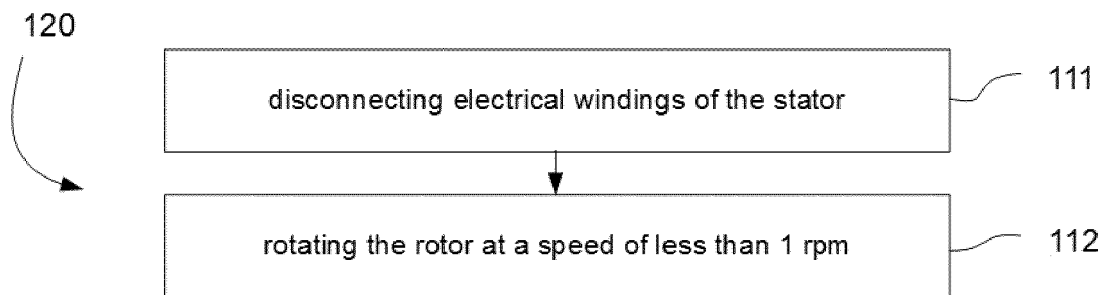 120
disconnecting electrical windings of the stator
111
rotating the rotor at a speed of less than 1 rpm
112